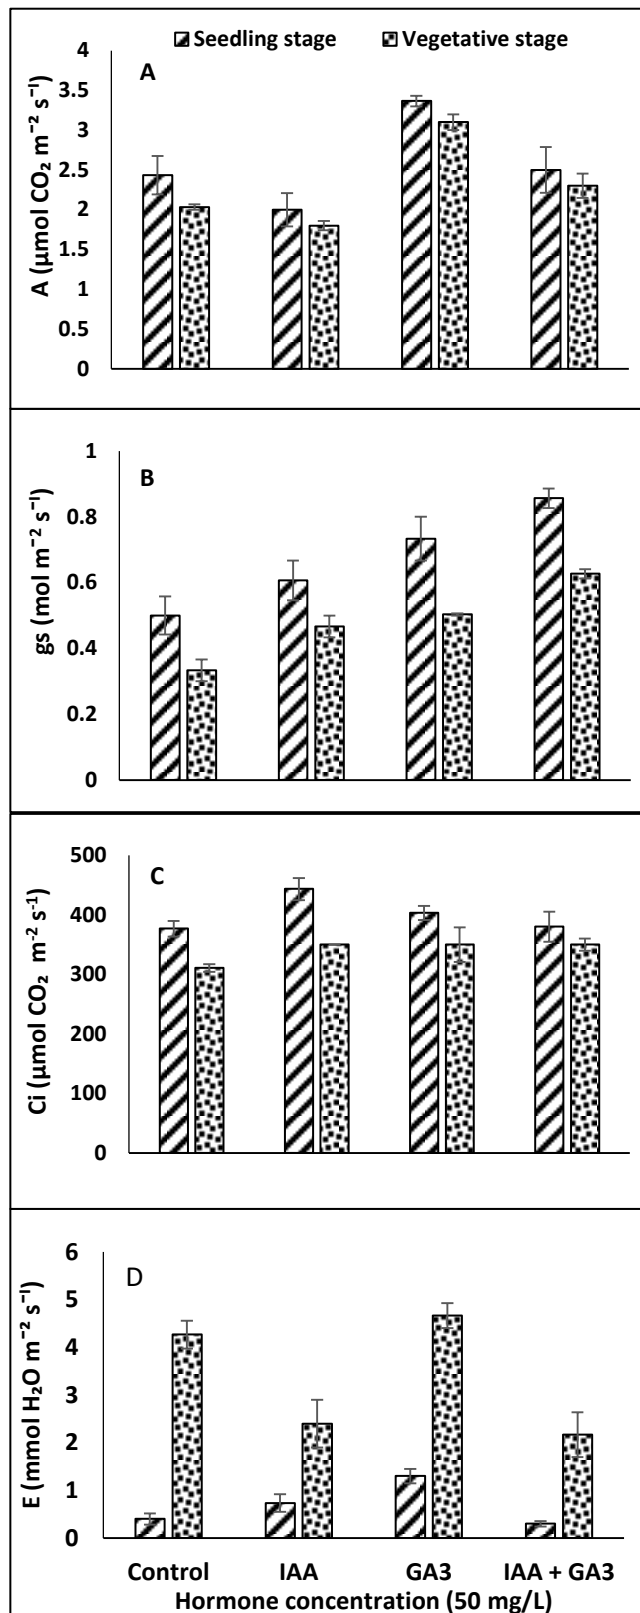 Seedling stage Vegetative stage
A
A (µmol CO₂ m⁻² s⁻¹)
4
3.5
3
2.5
2
1.5
1
0.5
0
B
gs (mol m⁻² s⁻¹)
1
0.8
0.6
0.4
0.2
0
C
Ci (µmol CO₂ m⁻² s⁻¹)
500
400
300
200
100
0
D
E (mmol H₂O m⁻² s⁻¹)
6
5
4
3
2
1
0
Control IAA GA3 IAA + GA3
Hormone concentration (50 mg/L)